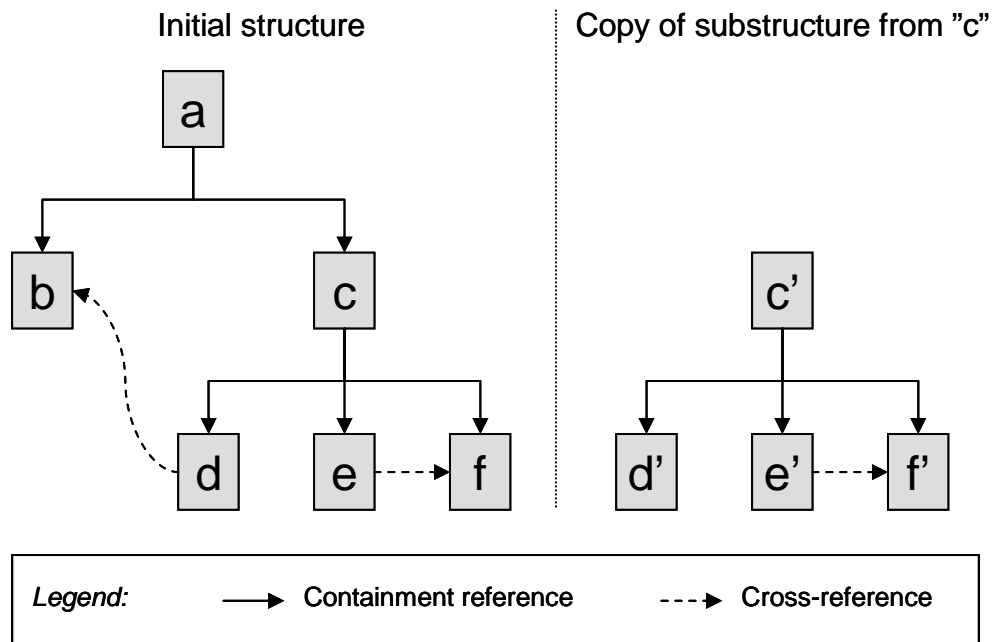 Initial structure
Copy of substructure from ”c”
a
b
c
c’
d
e
f
d’
e’
f’
Legend:
Containment reference
Cross-reference